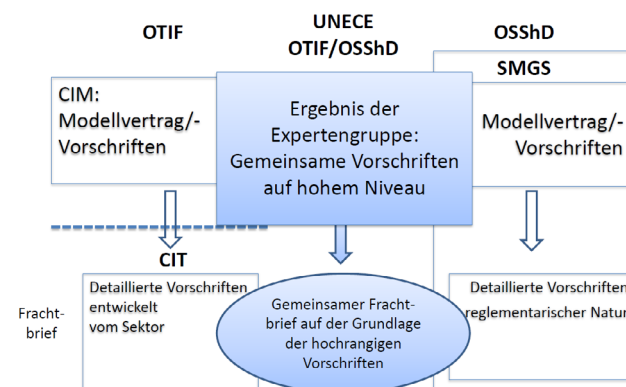 OTIF
UNECE
OTIF/OSShD
OSShD
SMGS
CIM:
Modellvertrag/-
Vorschriften
Ergebnis der
Expertengruppe:
Gemeinsame Vorschriften
auf hohem Niveau
Modellvertrag/-
Vorschriften
CIT
Fracht-
brief
Detaillierte Vorschriften
entwickelt
vom Sektor
Gemeinsamer Fracht-
brief auf der Grundlage
der hochrangigen
Vorschriften
Detaillierte Vorschriften
reglementarischer Natur